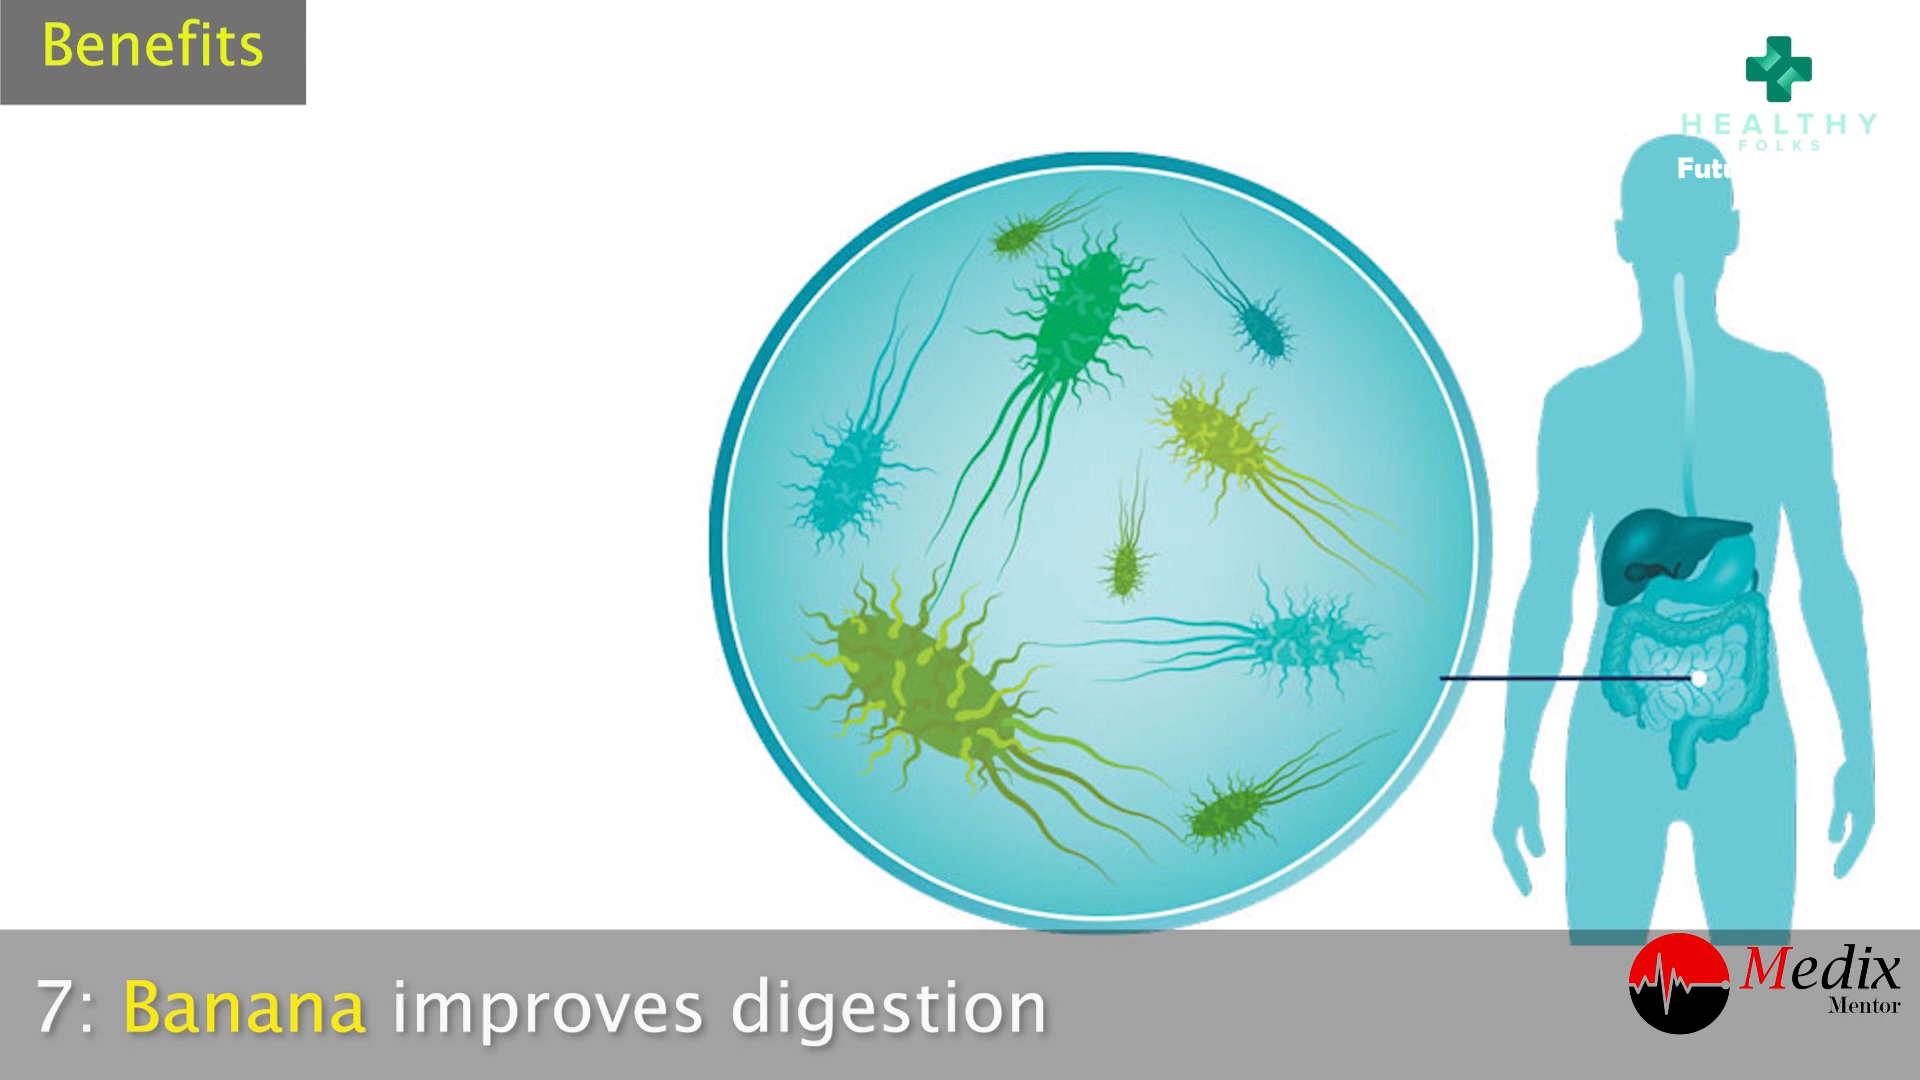 Benefits
HEALTHY
FOLKS
7: Banana improves digestion
Medix
Mentor